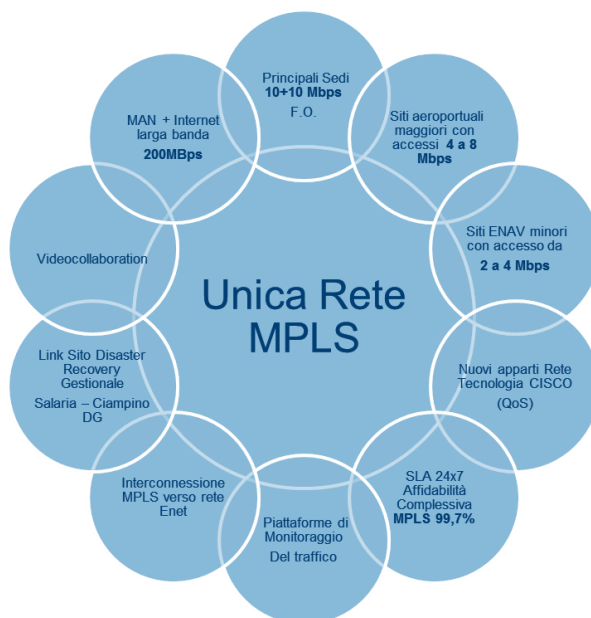 Principali Sedi
10+10 Mbps
F.O.
Siti aeroportuali
maggiori con
accessi 4 a 8
Mbps
Siti ENAV minori
con accesso da
2 a 4 Mbps
Nuovi apparti Rete
Tecnologia CISCO
(QoS)
SLA 24x7
Affidabilità
Complessiva
MPLS 99,7%
Piattaforme di
Monitoraggio
Del traffico
Interconnessione
MPLS verso rete
Enet
Link Sito Disaster
Recovery
Gestionale
Salaria – Ciampino
DG
Videocollaboration
MAN + Internet
larga banda
200MBps
Unica Rete
MPLS